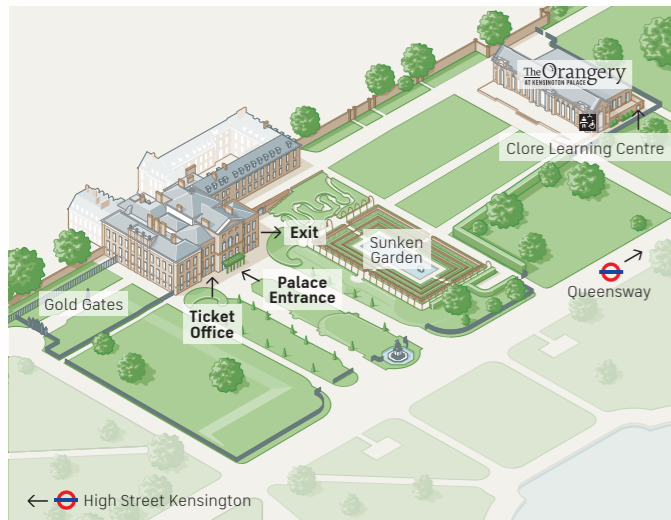 The Orangery
AT KENSINGTON PALACE
Clore Learning Centre
Exit
Sunken
Garden
Queensway
Palace
Entrance
Gold Gates
Ticket
Office
High Street Kensington